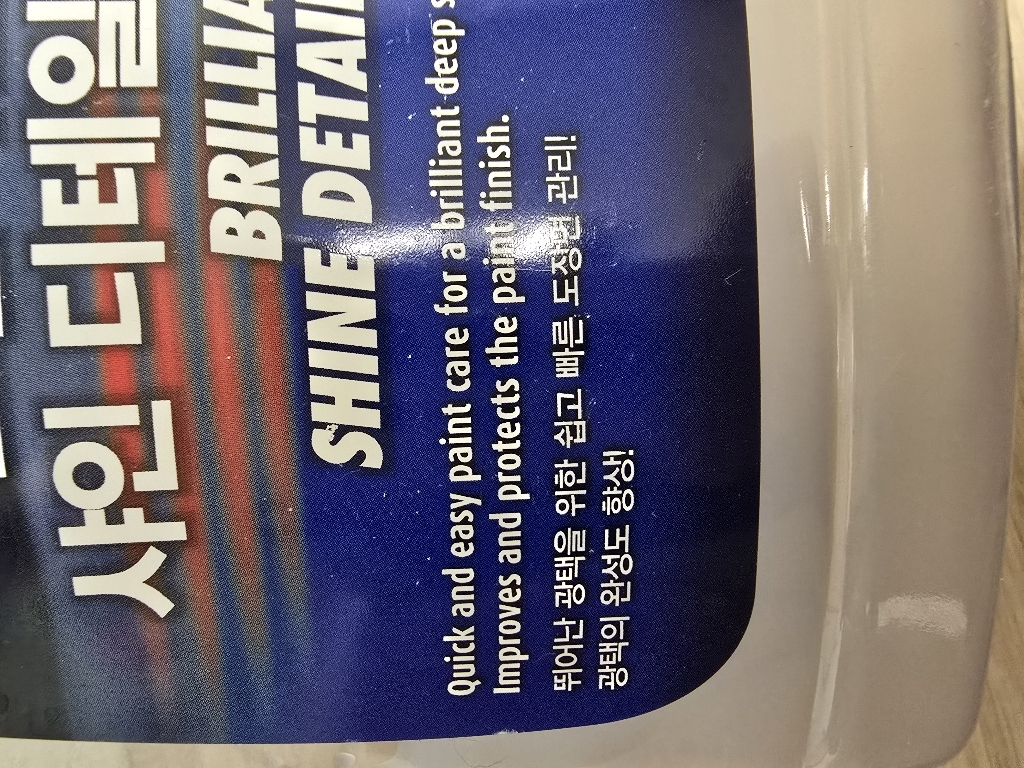 샤인 디테일
BRILLIA
SHINE DETAI
Quick and easy paint care for a brilliant deep s
Improves and protects the paint finish.
뛰어난 광택을 위한 쉽고 빠른 도장면 관리!
광택의 완성도 향상!